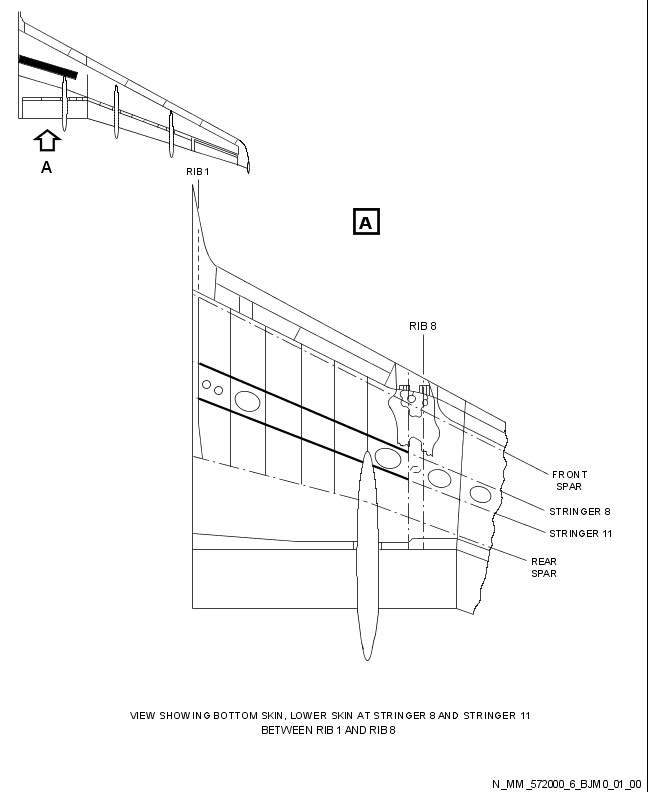 A
RIB 1
A
RIB 8
FRONT
SPAR
STRINGER 8
STRINGER 11
REAR
SPAR
VIEW SHOWING BOTTOM SKIN, LOWER SKIN AT STRINGER 8 AND STRINGER 11
BETWEEN RIB 1 AND RIB 8
N_MM_572000_6_BJM0_01_00